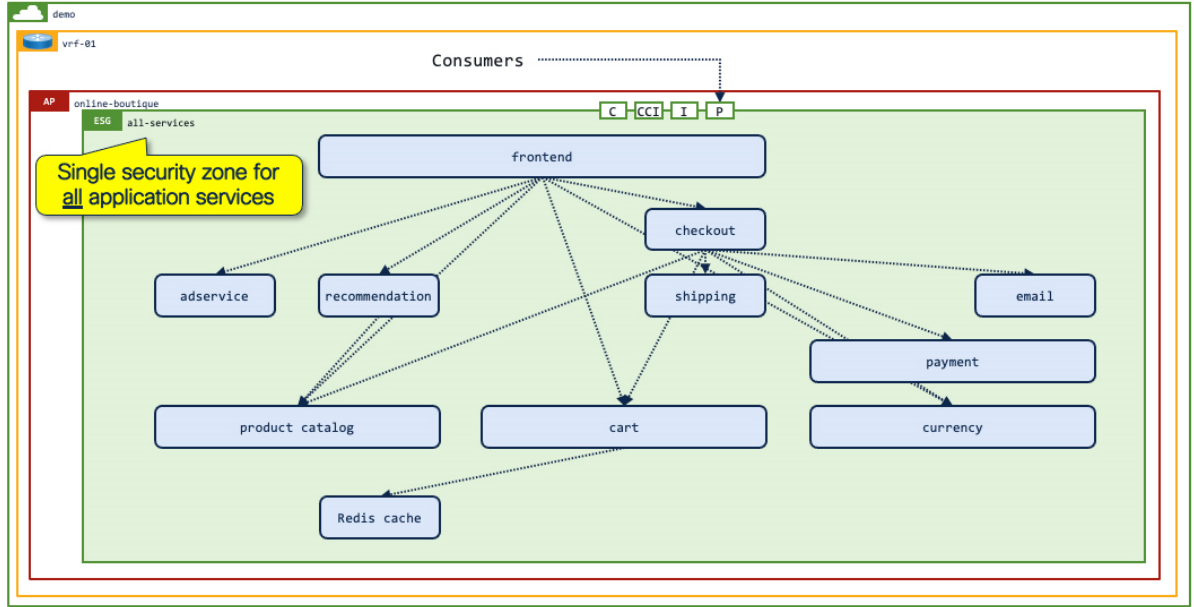 demo
vrf-01
Consumers
AP
online-boutique
C
CCI
I
P
ESG
all-services
Single security zone for
all application services
frontend
checkout
adservice
recommendation
shipping
email
payment
product catalog
cart
currency
Redis cache